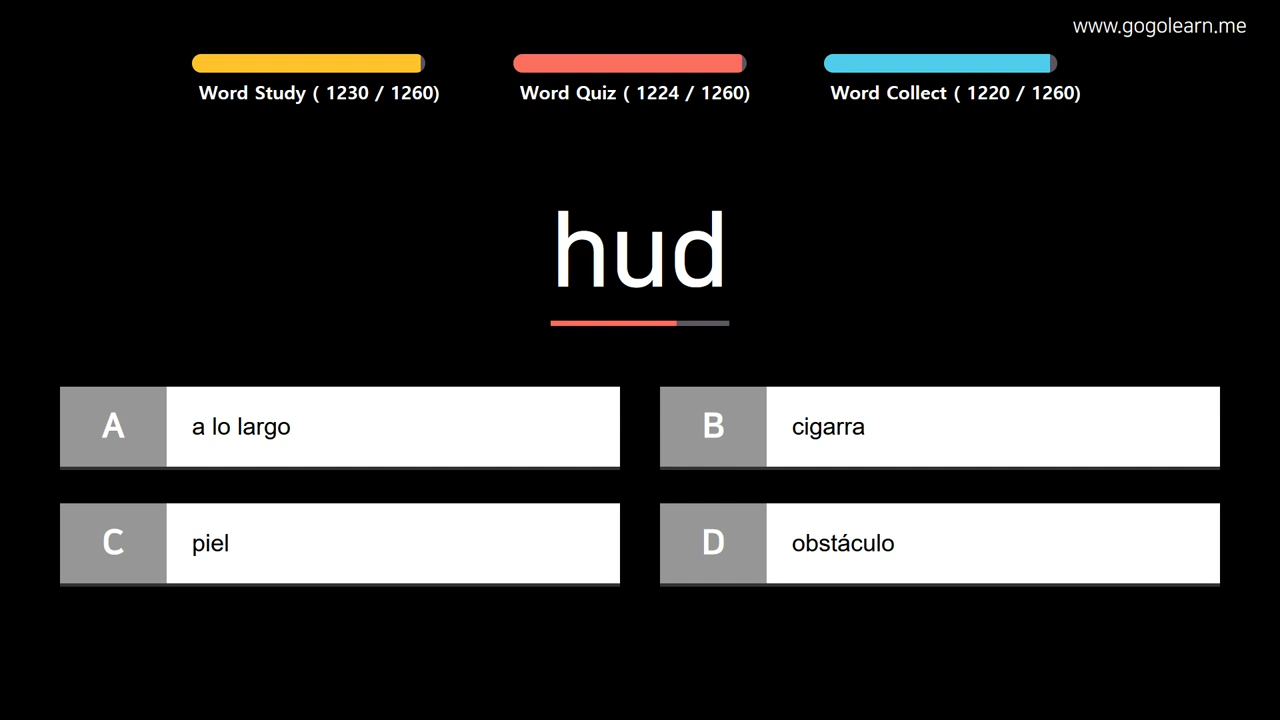 www.gogolearn.me
Word Study ( 1230 / 1260)
Word Quiz ( 1224 / 1260)
Word Collect ( 1220 / 1260)
hud
A a lo largo
B cigarra
C piel
D obstáculo